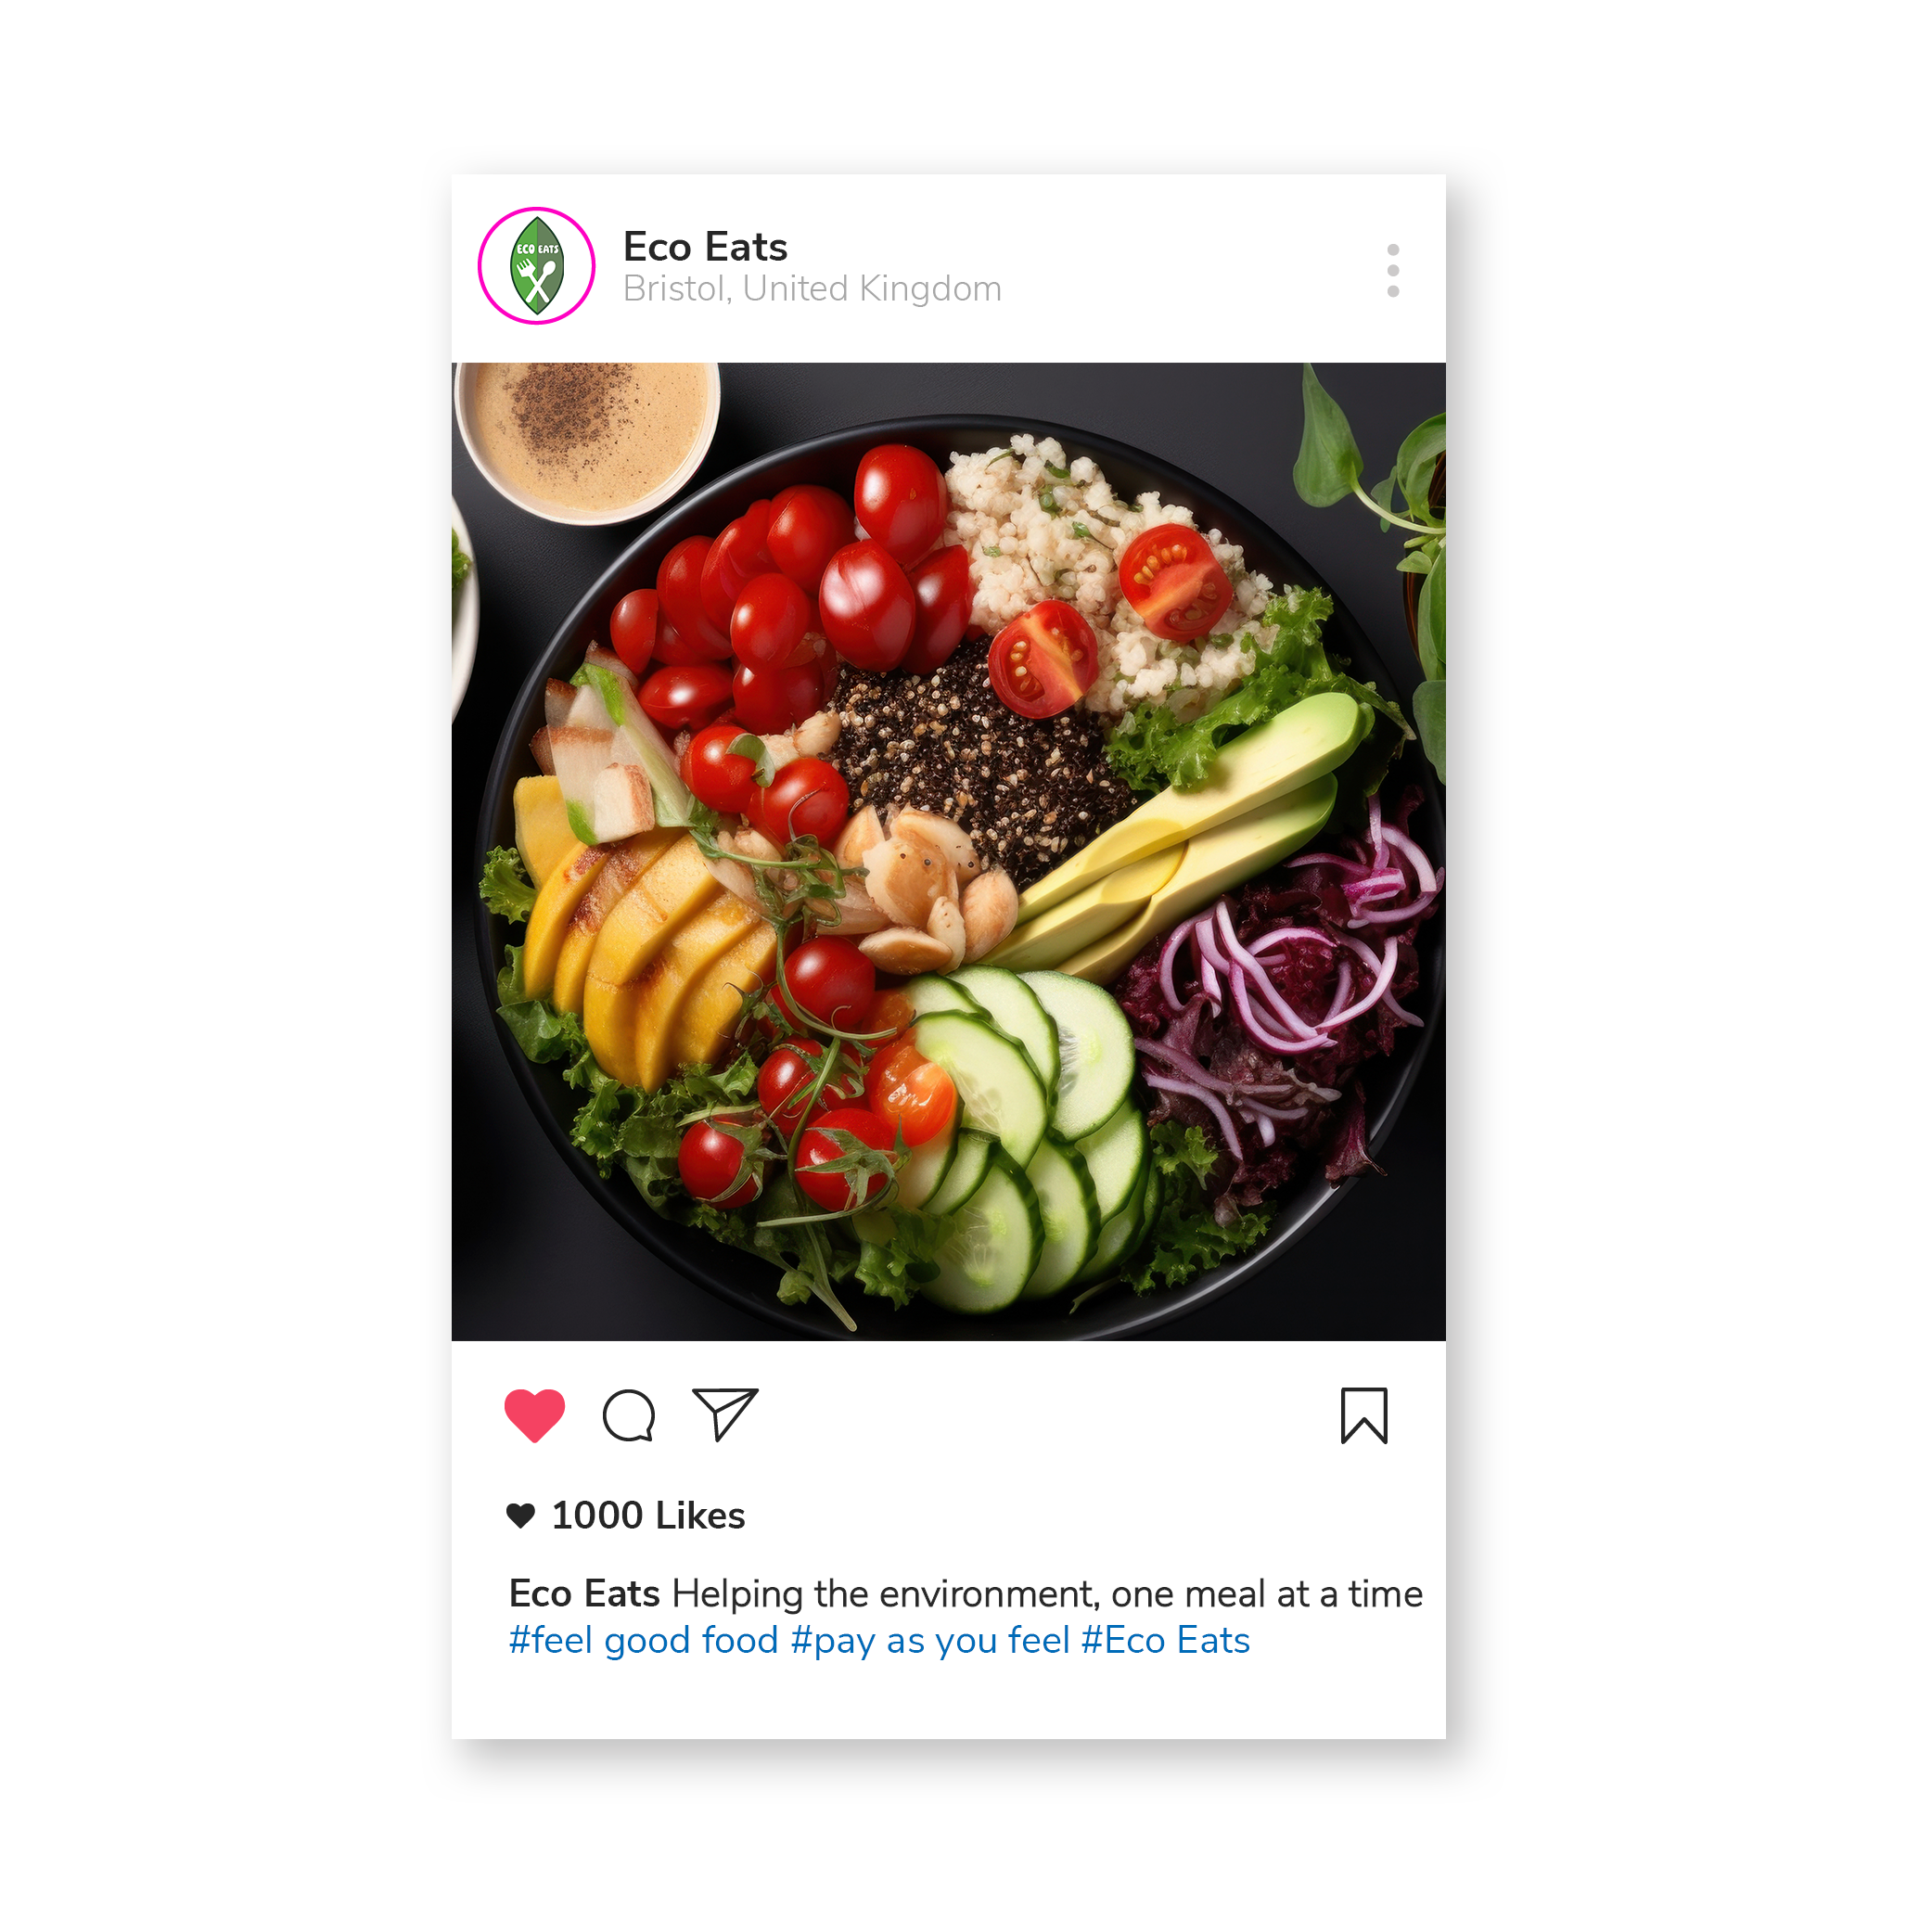 ECO EATS
Eco Eats
Bristol, United Kingdom
1000 Likes
Eco Eats Helping the environment, one meal at a time
#feel good food #pay as you feel #Eco Eats